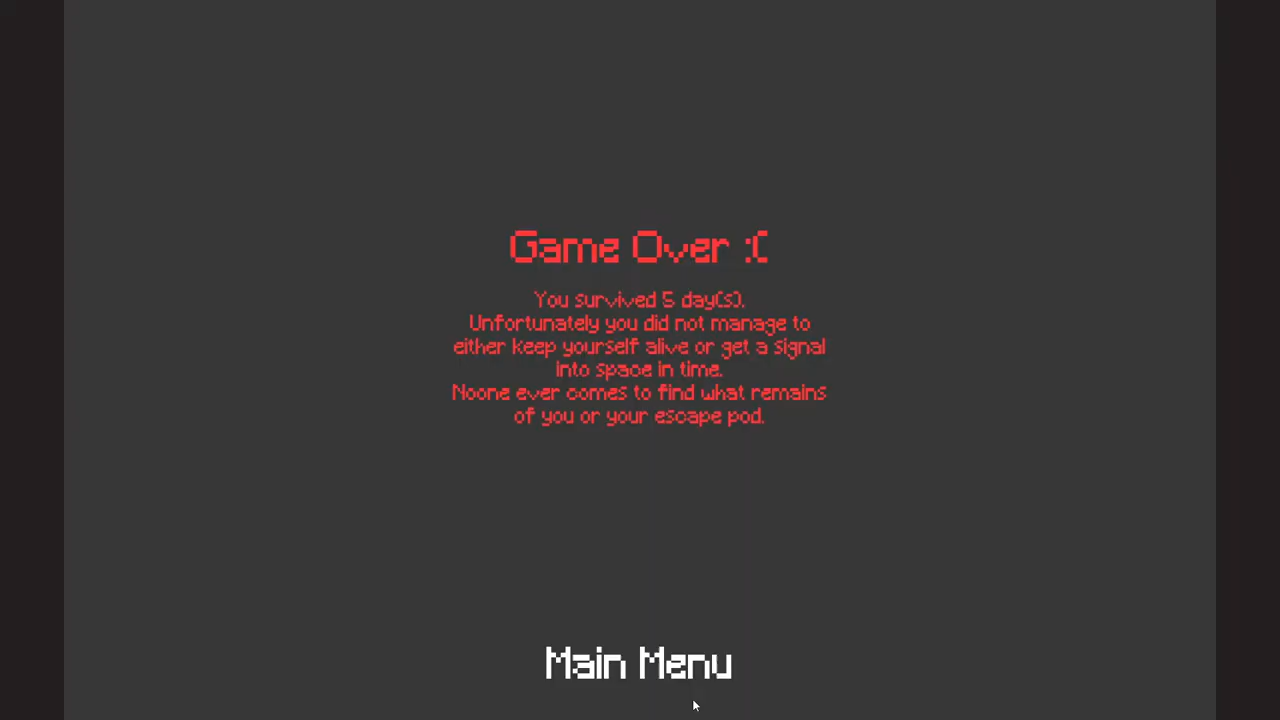 Game Over :(
You survived 5 day(s).
Unfortunately you did not manage to
either keep yourself alive or get a signal
into space in time.
Noone ever comes to find what remains
of you or your escape pod.
Main Menu